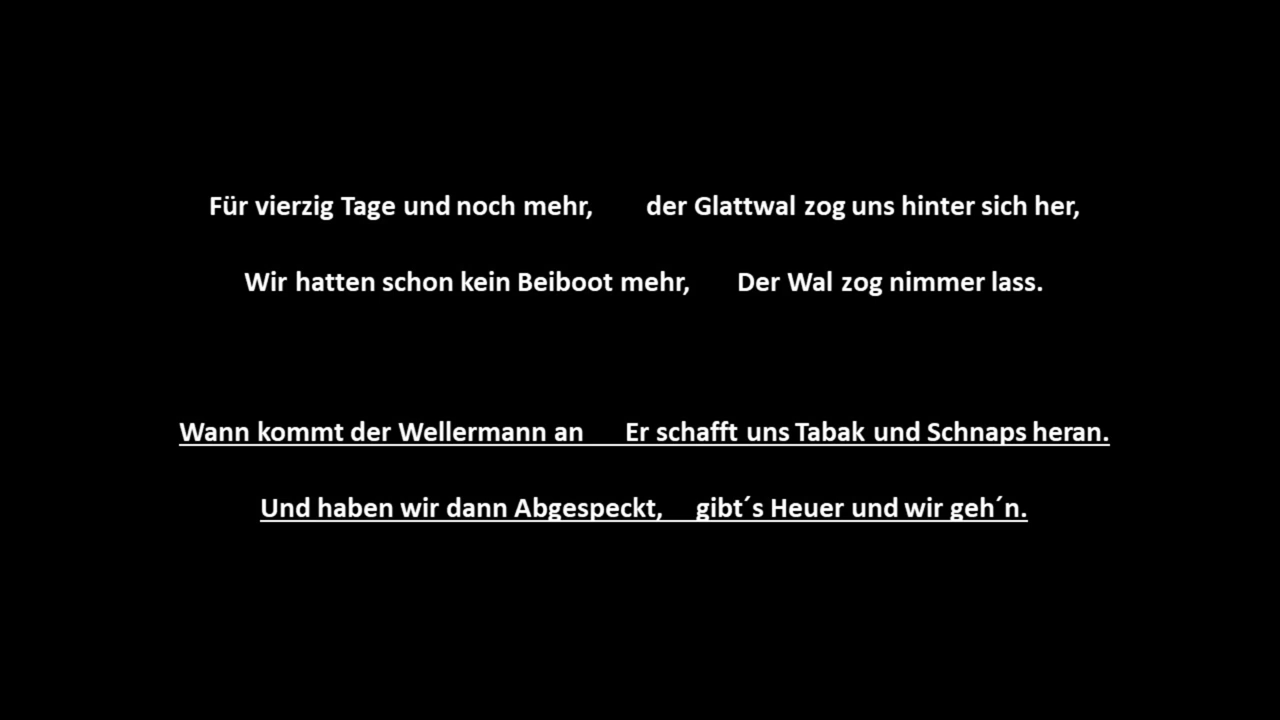 Für vierzig Tage und noch mehr, der Glattwal zog uns hinter sich her,
Wir hatten schon kein Beiboot mehr, Der Wal zog nimmer lass.
Wann kommt der Wellermann an Er schafft uns Tabak und Schnaps heran.
Und haben wir dann Abgespeckt, gibt´s Heuer und wir geh´n.